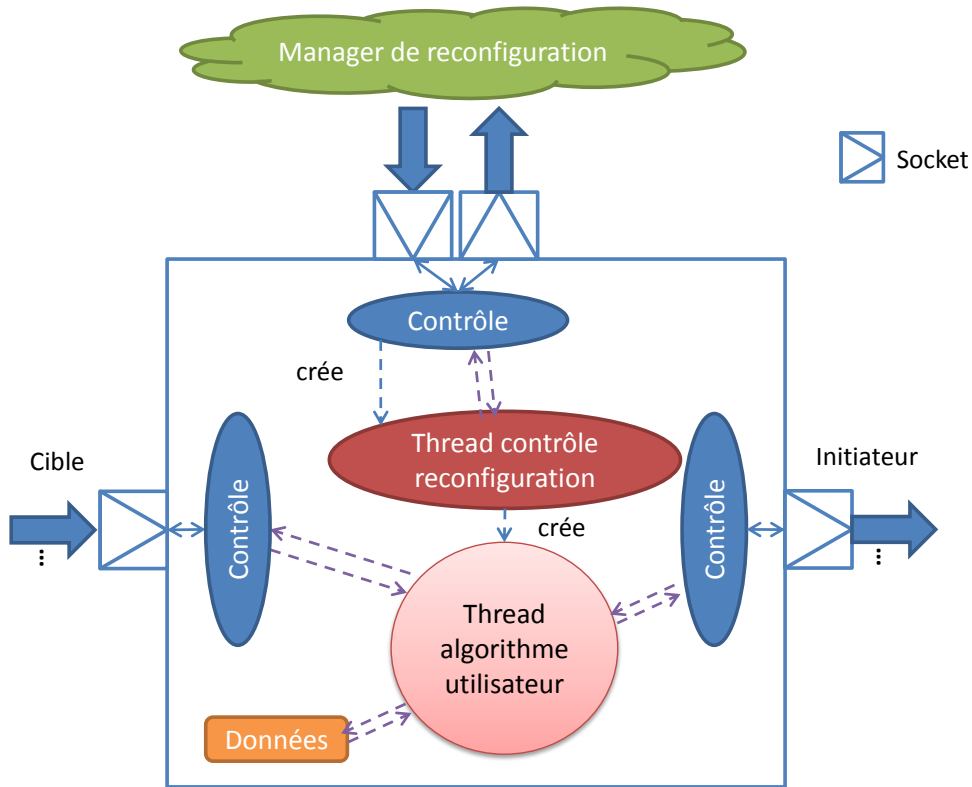 Manager de reconfiguration
Socket
Contrôle
crée
Thread contrôle
reconfiguration
Cible
...
Contrôle
Contrôle
Initiateur
...
crée
Thread
algorithme
utilisateur
Données